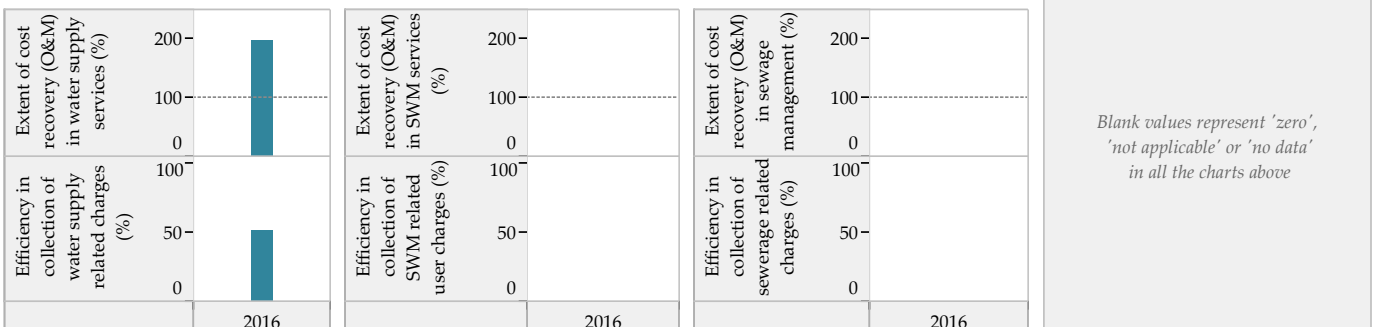 Extent of cost
recovery (O&M)
in water supply
services (%)
200
100
0
Efficiency in
collection of
water supply
related charges
(%)
100
50
0
2016
Extent of cost
recovery (O&M)
in SWM services
(%)
200
100
0
Efficiency in
collection of
SWM related
user charges (%)
100
50
0
2016
Extent of cost
recovery (O&M)
in sewage
management (%)
200
100
0
Efficiency in
collection of
sewerage related
charges (%)
100
50
0
2016
Blank values represent 'zero',
'not applicable' or 'no data'
in all the charts above